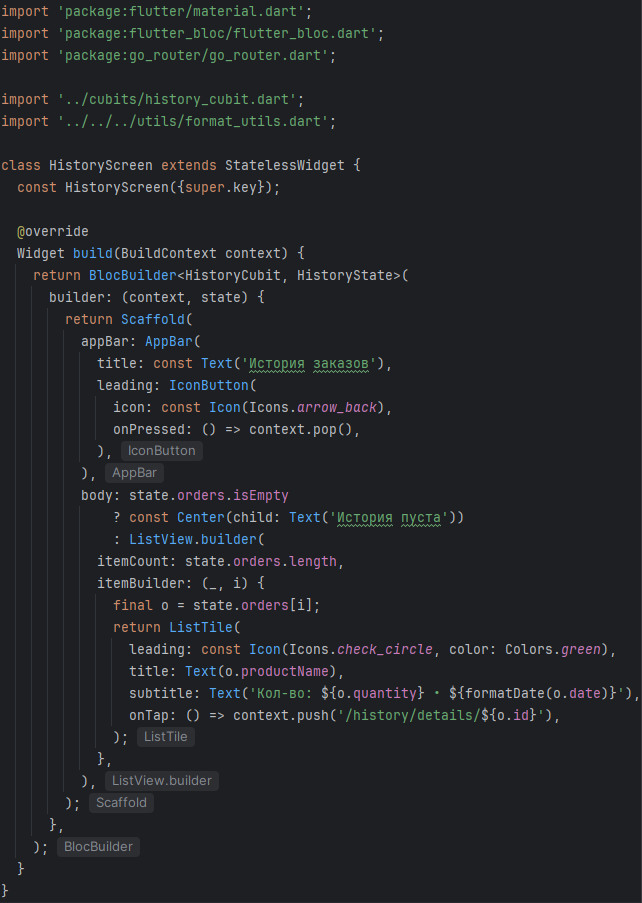 import 'package:flutter/material.dart';
import 'package:flutter_bloc/flutter_bloc.dart';
import 'package:go_router/go_router.dart';

import '../cubits/history_cubit.dart';
import '../../../utils/format_utils.dart';

class HistoryScreen extends StatelessWidget {
  const HistoryScreen({super.key});

  @override
  Widget build(BuildContext context) {
    return BlocBuilder<HistoryCubit, HistoryState>(
      builder: (context, state) {
        return Scaffold(
          appBar: AppBar(
            title: const Text('История заказов'),
            leading: IconButton(
              icon: const Icon(Icons.arrow_back),
              onPressed: () => context.pop(),
            ), IconButton
          ), AppBar
          body: state.orders.isEmpty
              ? const Center(child: Text('История пуста'))
              : ListView.builder(
            itemCount: state.orders.length,
            itemBuilder: (_, i) {
              final o = state.orders[i];
              return ListTile(
                leading: const Icon(Icons.check_circle, color: Colors.green),
                title: Text(o.productName),
                subtitle: Text('Кол-во: ${o.quantity} • ${formatDate(o.date)}'),
                onTap: () => context.push('/history/details/${o.id}'),
              ); ListTile
            },
          ), ListView.builder
        ); Scaffold
      },
    ); BlocBuilder
  }
}